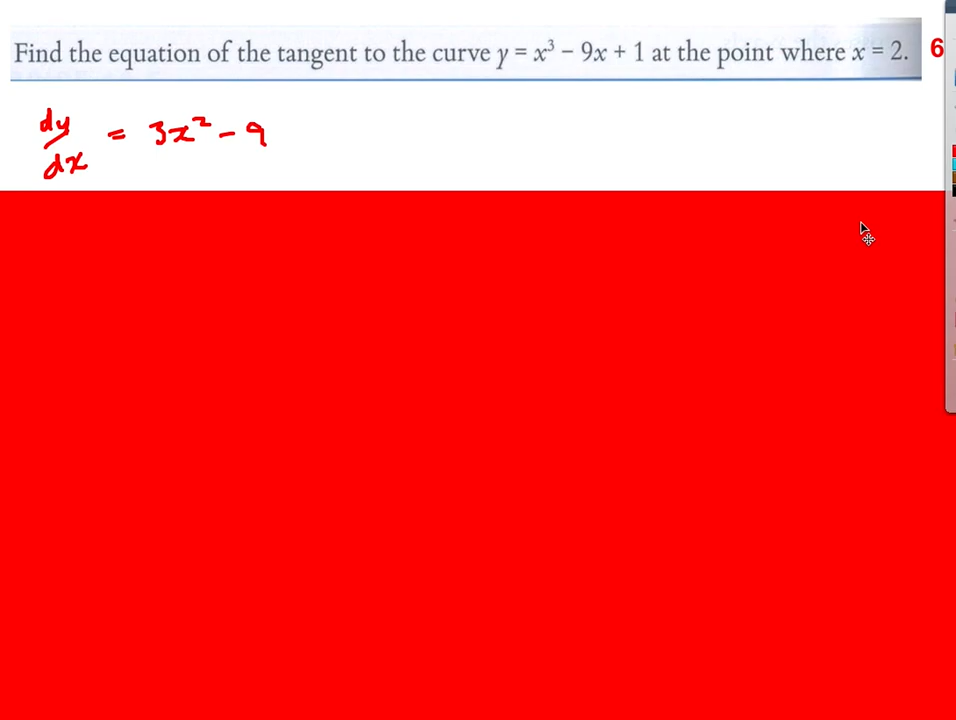 Find the equation of the tangent to the curve y = x³ − 9x + 1 at the point where x = 2. 6
dy/dx = 3x² − 9